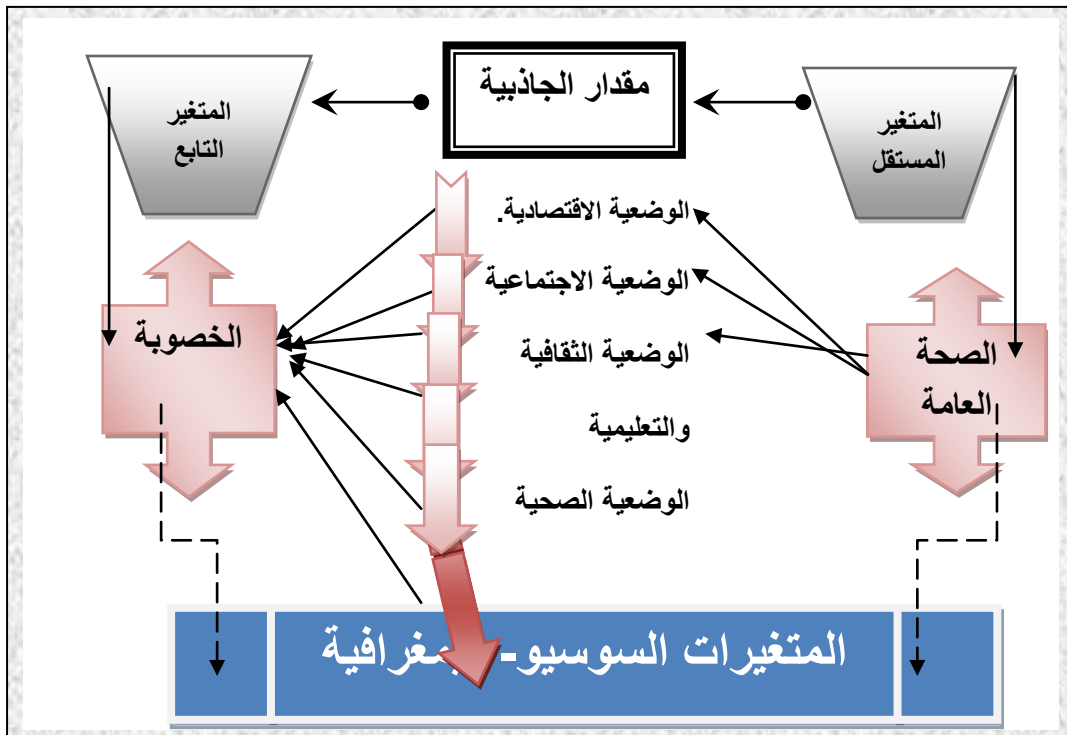 مقدار الجاذبية
المتغير
المستقل
المتغير
التابع
الوضعية الاقتصادية.
الوضعية الاجتماعية
الوضعية الثقافية
والتعليمية
الوضعية الصحية
الصحة
العامة
الخصوبة
المتغيرات السوسيو-